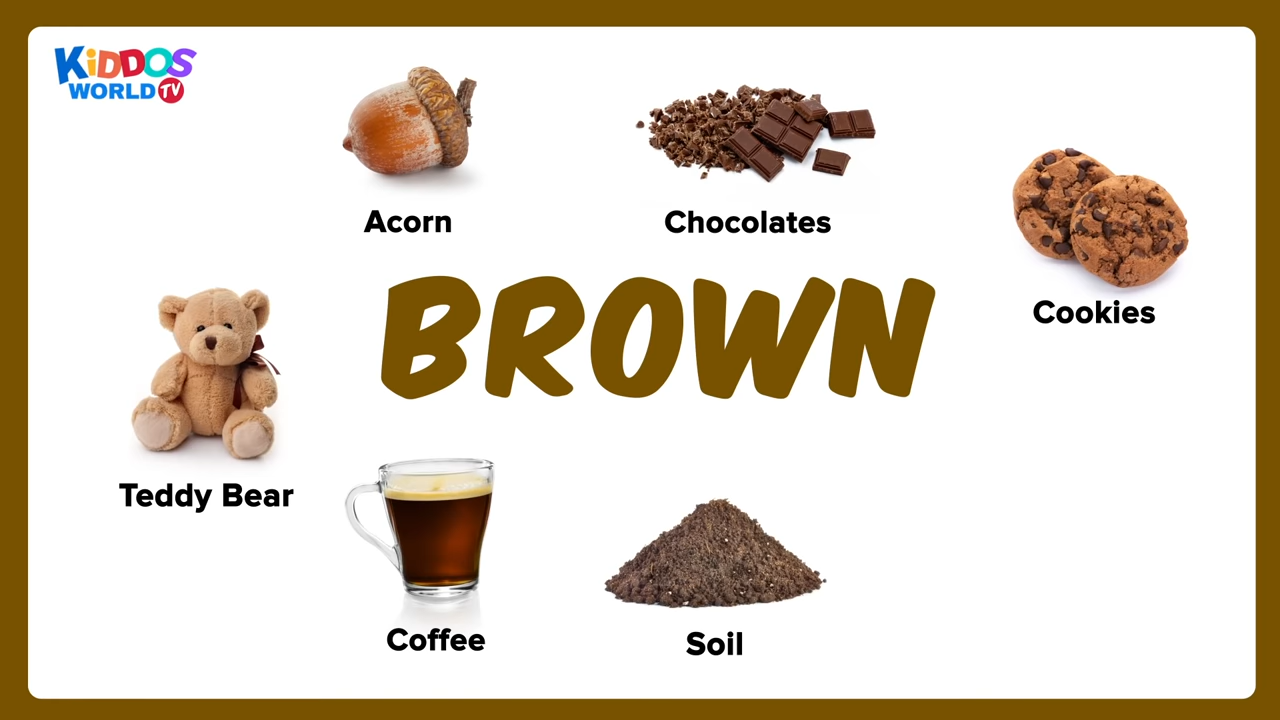 KiDDOS
WORLD TV
Acorn
Chocolates
Cookies
BROWN
Teddy Bear
Coffee
Soil